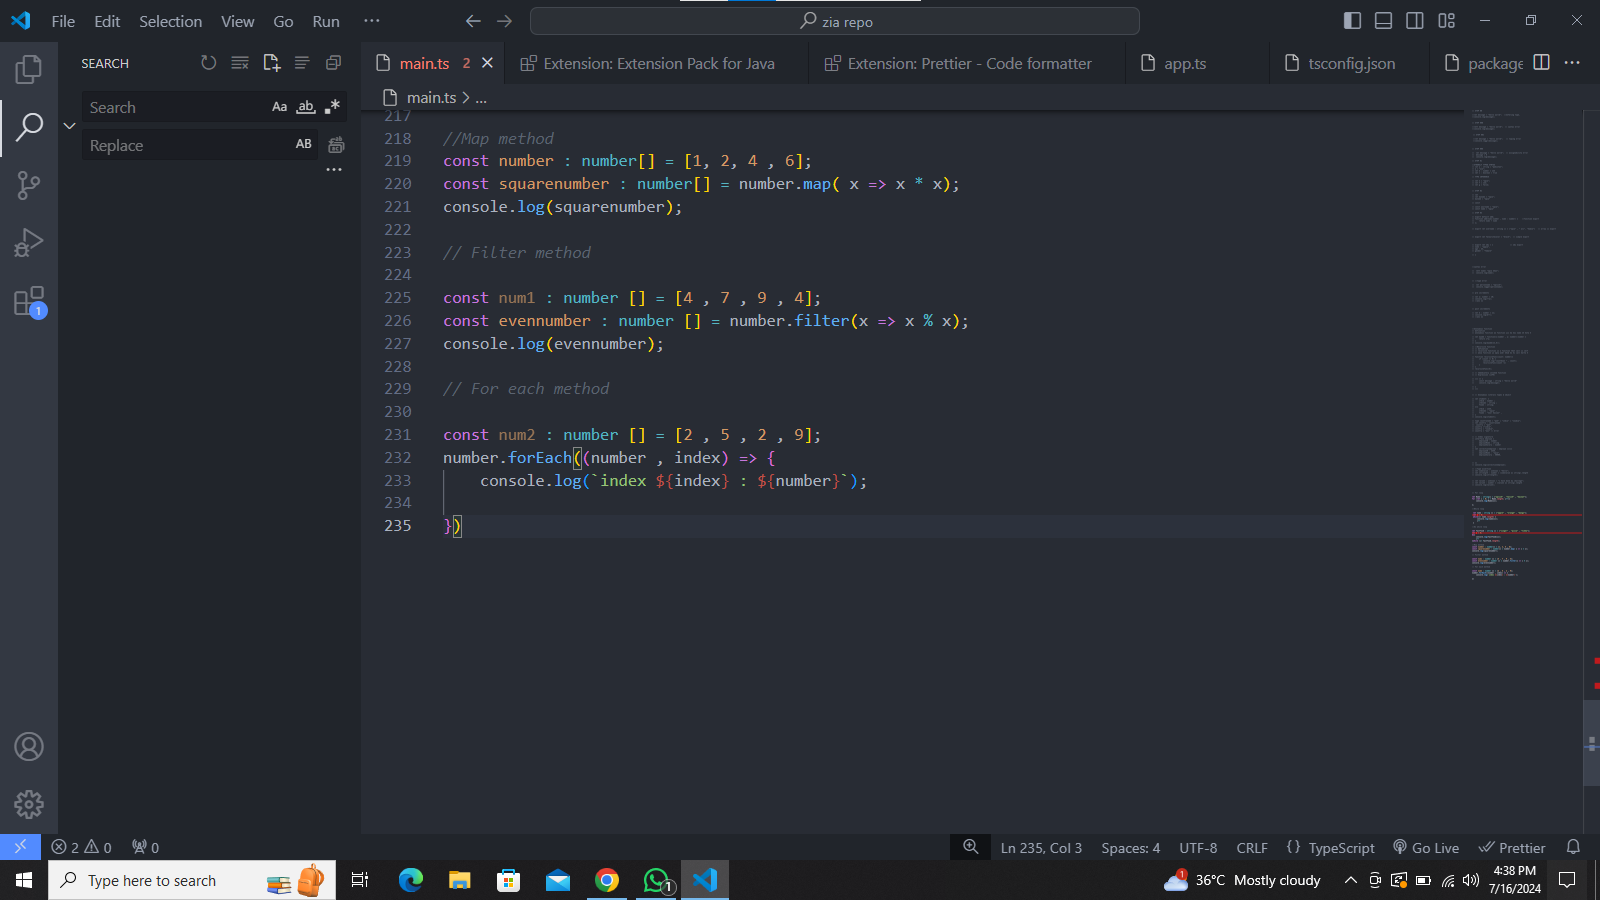 File Edit Selection View Go Run ···
zia repo
SEARCH
Search Aa ab .*
Replace AB
···
main.ts 2
Extension: Extension Pack for Java
Extension: Prettier - Code formatter
app.ts
tsconfig.json
package
main.ts > ...
217
218 //Map method
219 const number : number[] = [1, 2, 4 , 6];
220 const squarenumber : number[] = number.map( x => x * x);
221 console.log(squarenumber);
222
223 // Filter method
224
225 const num1 : number [] = [4 , 7 , 9 , 4];
226 const evennumber : number [] = number.filter(x => x % x);
227 console.log(evennumber);
228
229 // For each method
230
231 const num2 : number [] = [2 , 5 , 2 , 9];
232 number.forEach((number , index) => {
233 console.log(`index ${index} : ${number}`);
234
235 })
1
2 0 0
Ln 235, Col 3 Spaces: 4 UTF-8 CRLF {} TypeScript Go Live Prettier
Type here to search
1
1
36°C Mostly cloudy
4:38 PM
7/16/2024